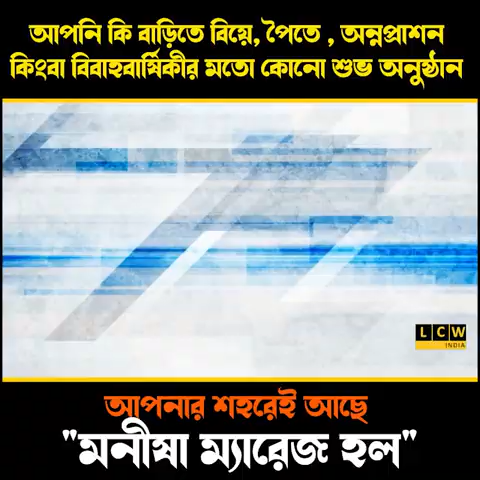 আপনি কি বাড়িতে বিয়ে, পৈতে , অন্নপ্রাশন
কিংবা বিবাহবার্ষিকীর মতো কোনো শুভ অনুষ্ঠান
LCW
INDIA
আপনার শহরেই আছে
"মনীষা ম্যারেজ হল"